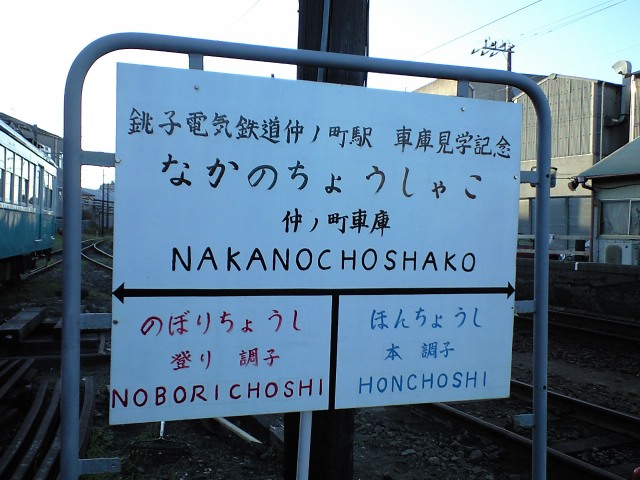 銚子電気鉄道仲ノ町駅 車庫見学記念
なかのちょうしゃこ
仲ノ町車庫
NAKANOCHOSHAKO
のぼりちょうし
登り 調子
NOBORICHOSHI
ほんちょうし
本 調子
HONCHOSHI